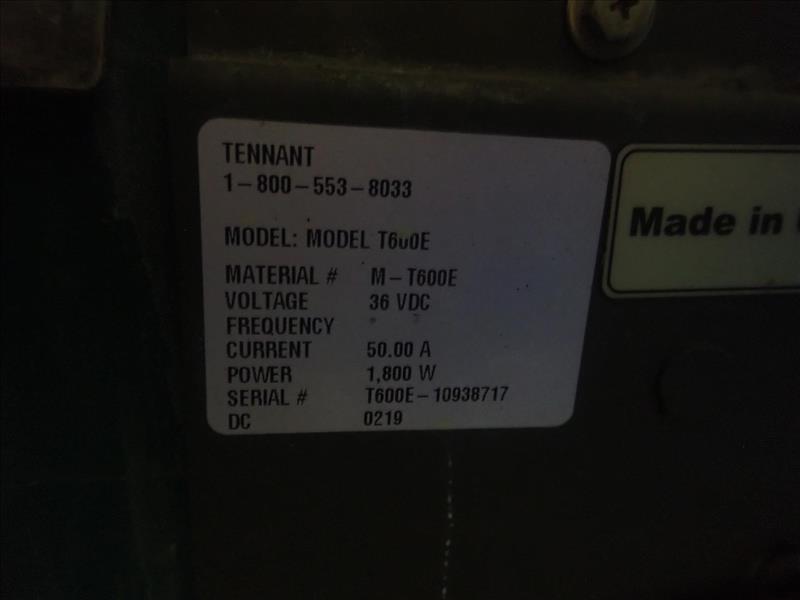 TENNANT
1-800-553-8033
MODEL: MODEL T600E
MATERIAL # M-T600E
VOLTAGE 36 VDC
FREQUENCY
CURRENT 50.00 A
POWER 1,800 W
SERIAL # T600E-10938717
DC 0219
Made in